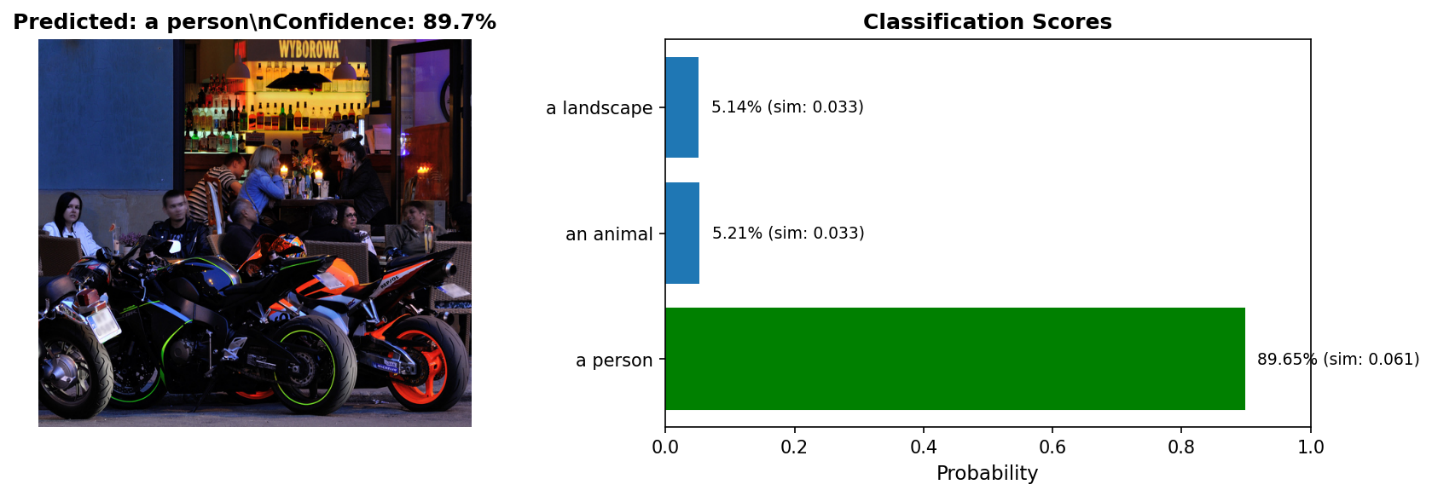 Predicted: a person\nConfidence: 89.7%
WYBOROWA
Classification Scores
a landscape
5.14% (sim: 0.033)
an animal
5.21% (sim: 0.033)
a person
89.65% (sim: 0.061)
0.0 0.2 0.4 0.6 0.8 1.0
Probability